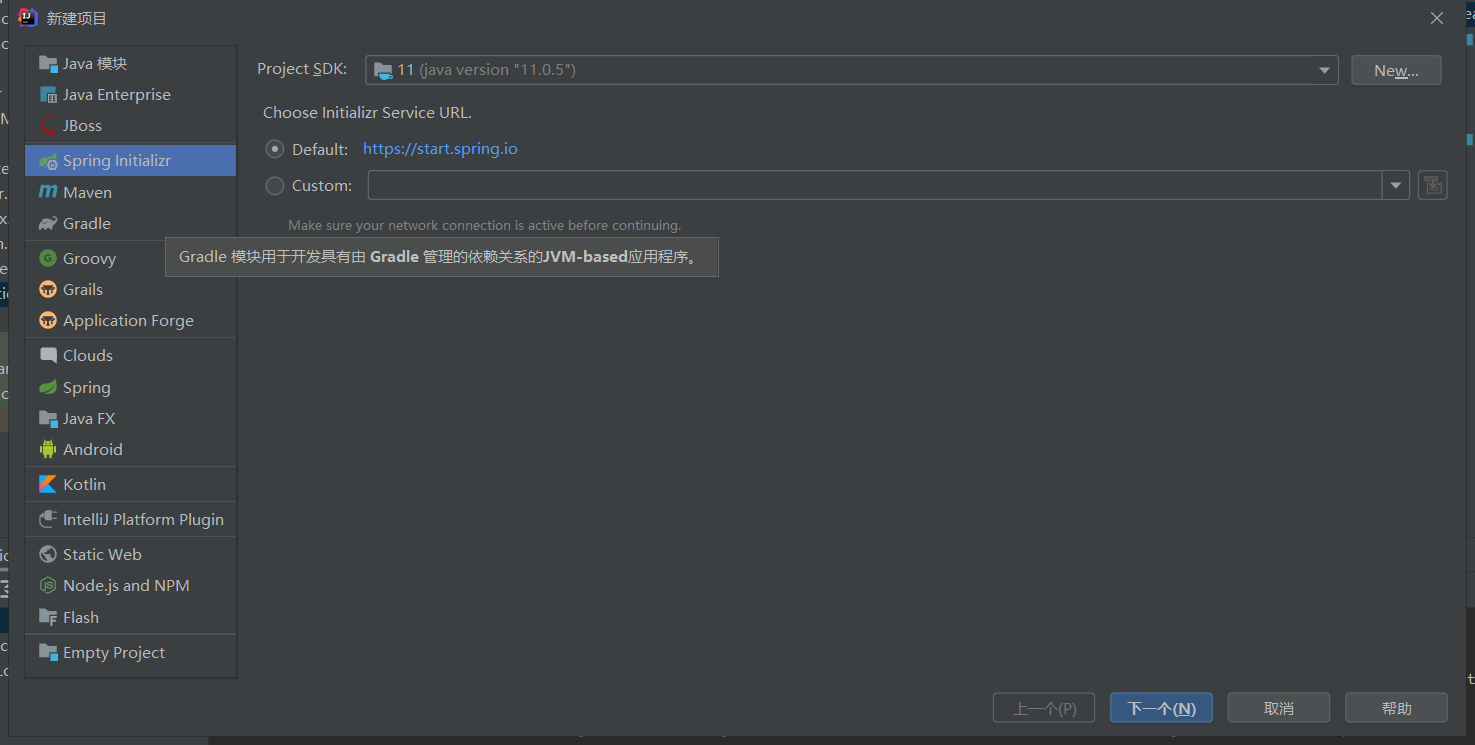 新建项目
Java 模块
Java Enterprise
JBoss
Spring Initializr
Maven
Gradle
Groovy
Grails
Application Forge
Clouds
Spring
Java FX
Android
Kotlin
IntelliJ Platform Plugin
Static Web
Node.js and NPM
Flash
Empty Project
Project SDK: 11 (java version "11.0.5") New...
Choose Initializr Service URL.
Default: https://start.spring.io
Custom:
Make sure your network connection is active before continuing.
Gradle 模块用于开发具有由 Gradle 管理的依赖关系的JVM-based应用程序。
上一个(P) 下一个(N) 取消 帮助